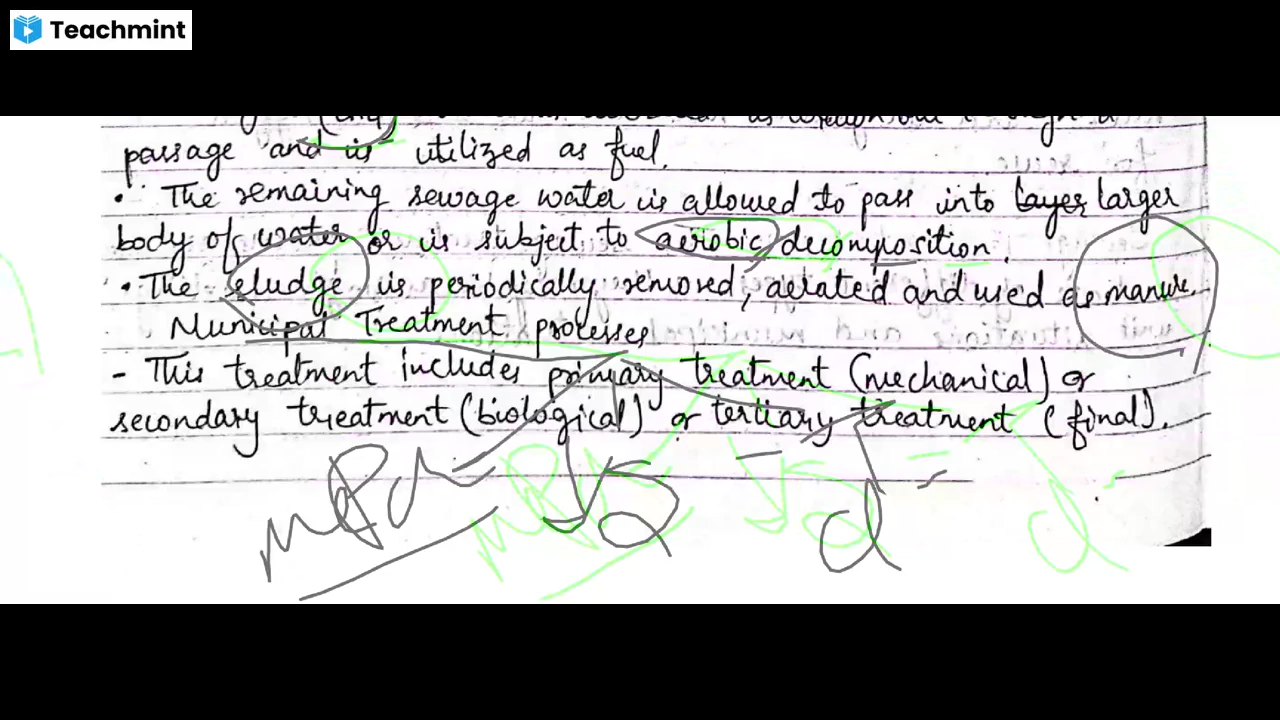 Teachmint
passage and is utilized as fuel.
• The remaining sewage water is allowed to pass into layer larger
body of water or is subject to aerobic decomposition.
• The sludge is periodically removed, aerated and used as manure.
Municipal Treatment processes
- This treatment includes primary treatment (mechanical) or
secondary treatment (biological) or tertiary treatment (final).